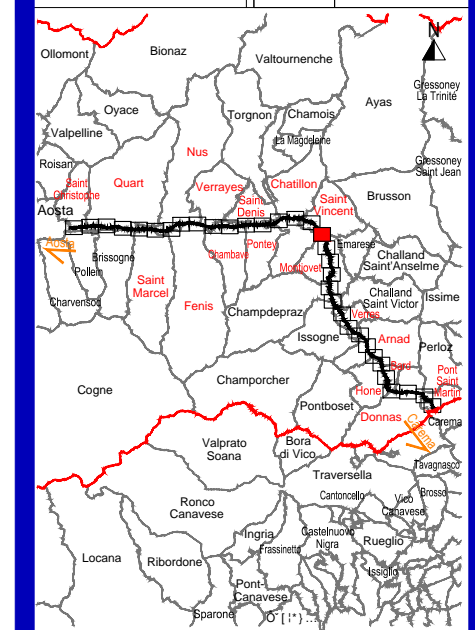 N
Ollomont
Bionaz
Valtournenche
Ayas
Gressoney
La Trinité
Oyace
Torgnon
Chamois
Valpelline
La Magdeleine
Nus
Roisan
Gressoney
Saint Jean
Saint
Christophe
Quart
Verrayes
Chatillon
Brusson
Saint
Denis
Saint
Vincent
Aosta
Aosta
Emarese
Pontey
Chambave
Brissogne
Pollein
Challand
Saint'Anselme
Montjovet
Saint
Marcel
Charvensod
Fenis
Challand
Saint Victor
Issime
Champdepraz
Verres
Issogne
Arnad
Perloz
Bard
Pont
Saint
Martin
Champorcher
Cogne
Hone
Pontboset
Donnas
Carema
Carema
Valprato
Soana
Bora
di Vico
Tavagnasco
Traversella
Cantoncello
Brosso
Vico
Canavese
Ronco
Canavese
Castelnuovo
Nigra
Ingria
Rueglio
Frassinetto
Locana
Ribordone
Issiglio
Pont-
Canavese
Sparone